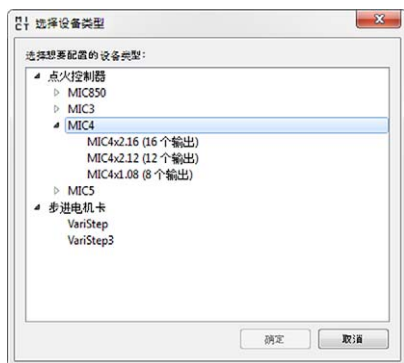 MICT 选择设备类型
选择想要配置的设备类型:
点火控制器
MIC850
MIC3
MIC4
MIC4x2.16 (16 个输出)
MIC4x2.12 (12 个输出)
MIC4x1.08 (8 个输出)
MIC5
步进电机卡
VariStep
VariStep3
确定
取消